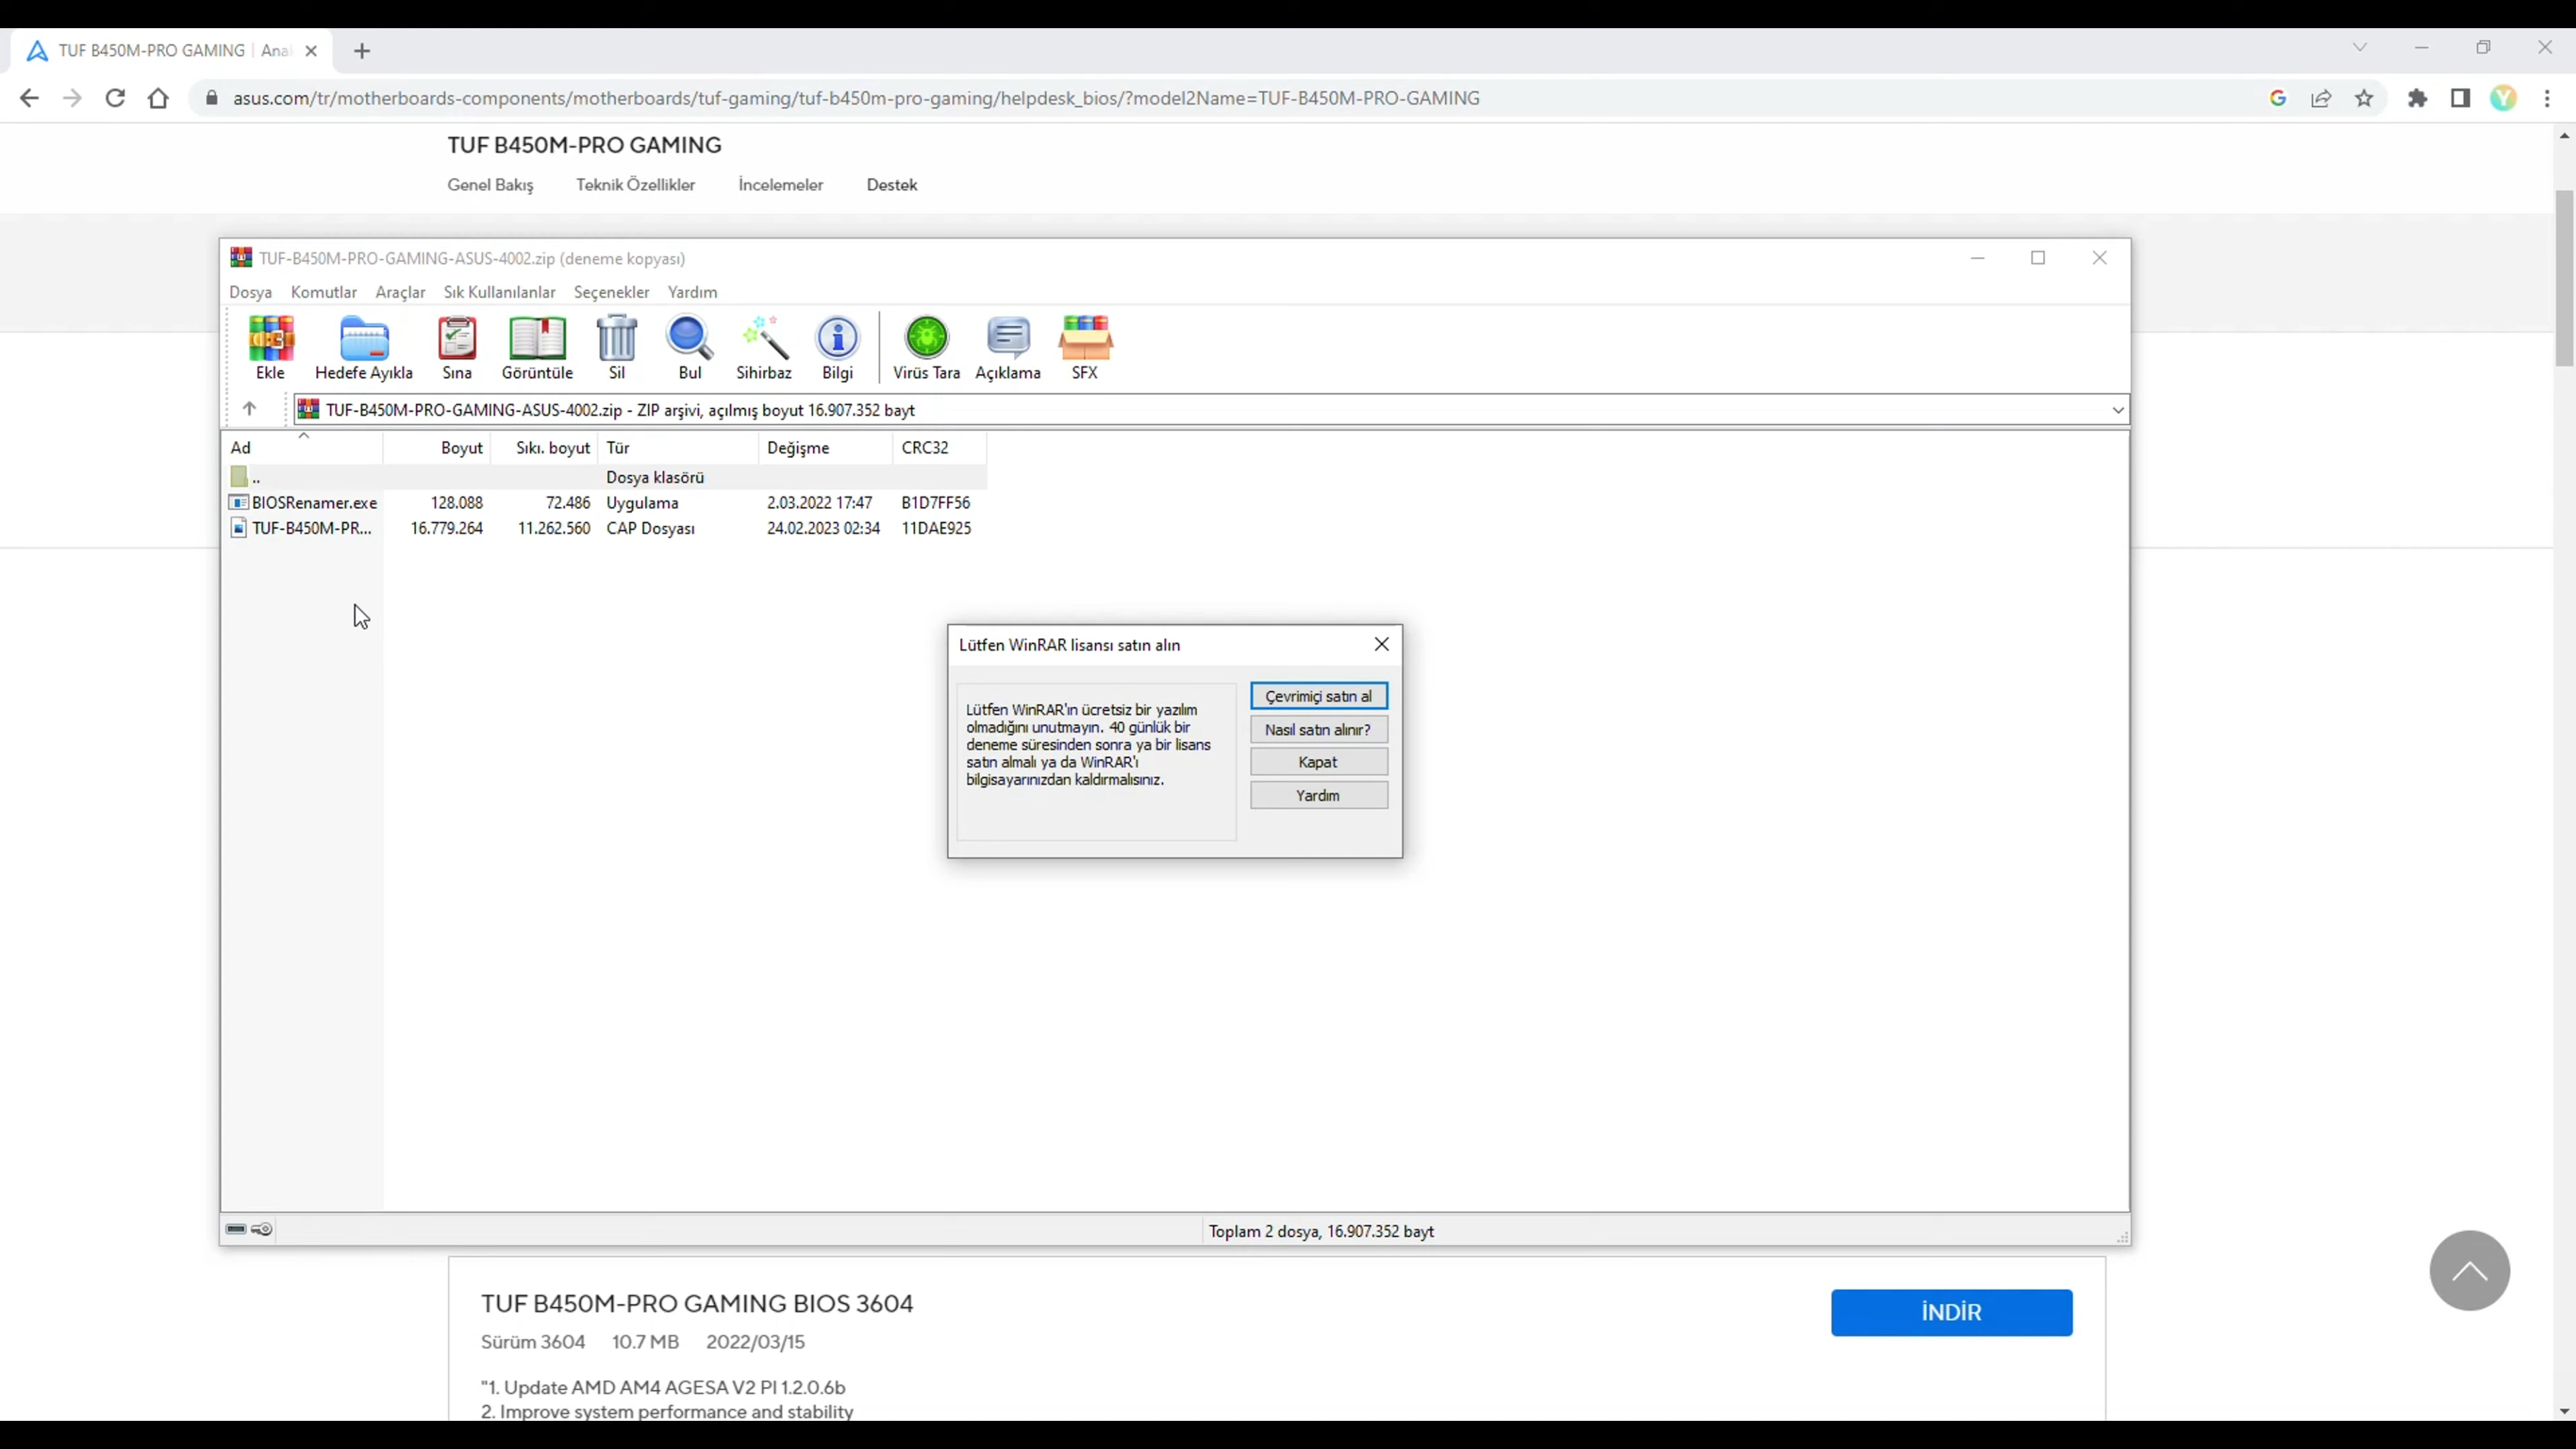 TUF B450M-PRO GAMING | Ana
asus.com/tr/motherboards-components/motherboards/tuf-gaming/tuf-b450m-pro-gaming/helpdesk_bios/?model2Name=TUF-B450M-PRO-GAMING
Y
TUF B450M-PRO GAMING
Genel Bakış Teknik Özellikler İncelemeler Destek
TUF-B450M-PRO-GAMING-ASUS-4002.zip (deneme kopyası)
Dosya Komutlar Araçlar Sık Kullanılanlar Seçenekler Yardım
Ekle Hedefe Ayıkla Sına Görüntüle Sil Bul Sihirbaz Bilgi Virüs Tara Açıklama SFX
TUF-B450M-PRO-GAMING-ASUS-4002.zip - ZIP arşivi, açılmış boyut 16.907.352 bayt
Ad Boyut Sıkı. boyut Tür Değişme CRC32
.. Dosya klasörü
BIOSRenamer.exe 128.088 72.486 Uygulama 2.03.2022 17:47 B1D7FF56
TUF-B450M-PR... 16.779.264 11.262.560 CAP Dosyası 24.02.2023 02:34 11DAE925
Lütfen WinRAR lisansı satın alın
Lütfen WinRAR'ın ücretsiz bir yazılım
olmadığını unutmayın. 40 günlük bir
deneme süresinden sonra ya bir lisans
satın almalı ya da WinRAR'ı
bilgisayarınızdan kaldırmalısınız.
Çevrimiçi satın al
Nasıl satın alınır?
Kapat
Yardım
Toplam 2 dosya, 16.907.352 bayt
TUF B450M-PRO GAMING BIOS 3604
İNDİR
Sürüm 3604 10.7 MB 2022/03/15
"1. Update AMD AM4 AGESA V2 PI 1.2.0.6b
2. Improve system performance and stability